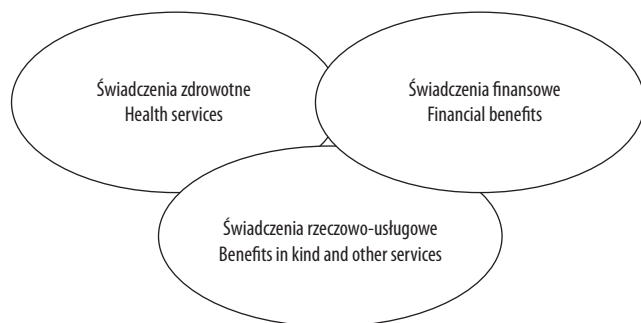 Świadczenia zdrowotne
Health services
Świadczenia finansowe
Financial benefits
Świadczenia rzeczowo-usługowe
Benefits in kind and other services